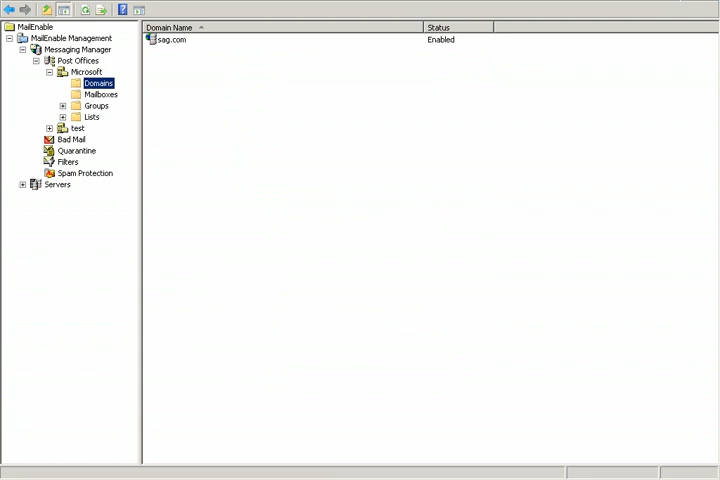 MailEnable
MailEnable Management
Messaging Manager
Post Offices
Microsoft
Domains
Mailboxes
Groups
Lists
test
Bad Mail
Quarantine
Filters
Spam Protection
Servers
Domain Name Status
sag.com Enabled